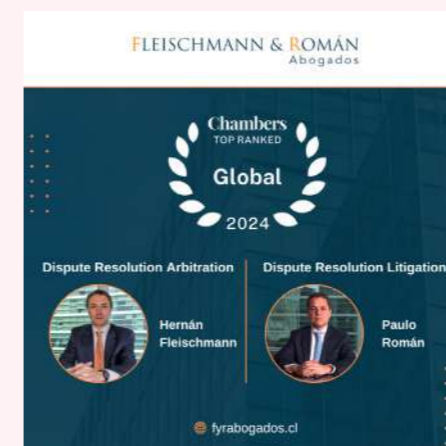 FLEISCHMANN & ROMÁN
Abogados
Chambers
TOP RANKED
Global
2024
Dispute Resolution Arbitration
Hernán
Fleischmann
Dispute Resolution Litigation
Paulo
Román
fyrabogados.cl